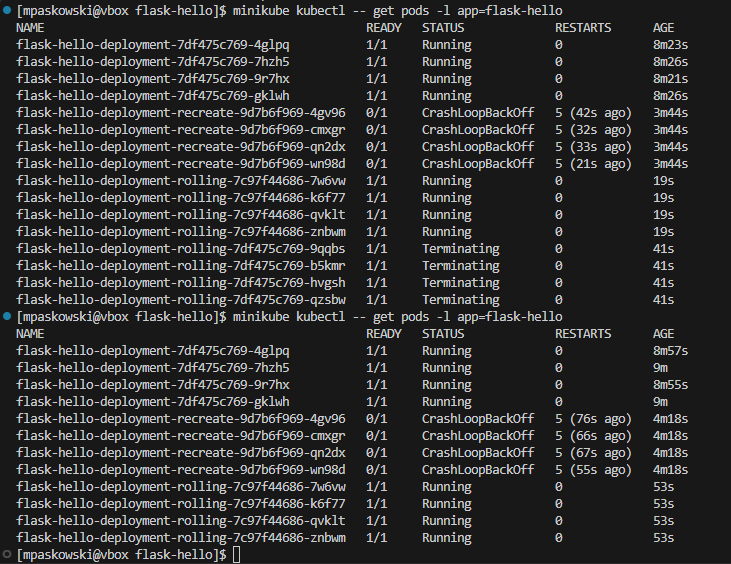 [mpaskowski@vbox flask-hello]$ minikube kubectl -- get pods -l app=flask-hello
NAME READY STATUS RESTARTS AGE
flask-hello-deployment-7df475c769-4glpq 1/1 Running 0 8m23s
flask-hello-deployment-7df475c769-7hzh5 1/1 Running 0 8m26s
flask-hello-deployment-7df475c769-9r7hx 1/1 Running 0 8m21s
flask-hello-deployment-7df475c769-gklwh 1/1 Running 0 8m26s
flask-hello-deployment-recreate-9d7b6f969-4gv96 0/1 CrashLoopBackOff 5 (42s ago) 3m44s
flask-hello-deployment-recreate-9d7b6f969-cmxgr 0/1 CrashLoopBackOff 5 (32s ago) 3m44s
flask-hello-deployment-recreate-9d7b6f969-qn2dx 0/1 CrashLoopBackOff 5 (33s ago) 3m44s
flask-hello-deployment-recreate-9d7b6f969-wn98d 0/1 CrashLoopBackOff 5 (21s ago) 3m44s
flask-hello-deployment-rolling-7c97f44686-7w6vw 1/1 Running 0 19s
flask-hello-deployment-rolling-7c97f44686-k6f77 1/1 Running 0 19s
flask-hello-deployment-rolling-7c97f44686-qvklt 1/1 Running 0 19s
flask-hello-deployment-rolling-7c97f44686-znbwm 1/1 Running 0 19s
flask-hello-deployment-rolling-7df475c769-9qqbs 1/1 Terminating 0 41s
flask-hello-deployment-rolling-7df475c769-b5kmr 1/1 Terminating 0 41s
flask-hello-deployment-rolling-7df475c769-hvgsh 1/1 Terminating 0 41s
flask-hello-deployment-rolling-7df475c769-qzsbw 1/1 Terminating 0 41s
[mpaskowski@vbox flask-hello]$ minikube kubectl -- get pods -l app=flask-hello
NAME READY STATUS RESTARTS AGE
flask-hello-deployment-7df475c769-4glpq 1/1 Running 0 8m57s
flask-hello-deployment-7df475c769-7hzh5 1/1 Running 0 9m
flask-hello-deployment-7df475c769-9r7hx 1/1 Running 0 8m55s
flask-hello-deployment-7df475c769-gklwh 1/1 Running 0 9m
flask-hello-deployment-recreate-9d7b6f969-4gv96 0/1 CrashLoopBackOff 5 (76s ago) 4m18s
flask-hello-deployment-recreate-9d7b6f969-cmxgr 0/1 CrashLoopBackOff 5 (66s ago) 4m18s
flask-hello-deployment-recreate-9d7b6f969-qn2dx 0/1 CrashLoopBackOff 5 (67s ago) 4m18s
flask-hello-deployment-recreate-9d7b6f969-wn98d 0/1 CrashLoopBackOff 5 (55s ago) 4m18s
flask-hello-deployment-rolling-7c97f44686-7w6vw 1/1 Running 0 53s
flask-hello-deployment-rolling-7c97f44686-k6f77 1/1 Running 0 53s
flask-hello-deployment-rolling-7c97f44686-qvklt 1/1 Running 0 53s
flask-hello-deployment-rolling-7c97f44686-znbwm 1/1 Running 0 53s
[mpaskowski@vbox flask-hello]$